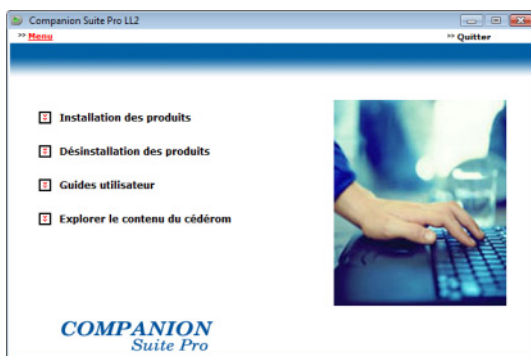 Companion Suite Pro LL2
>> Menu
>> Quitter
Installation des produits
Désinstallation des produits
Guides utilisateur
Explorer le contenu du cédérom
COMPANION
Suite Pro